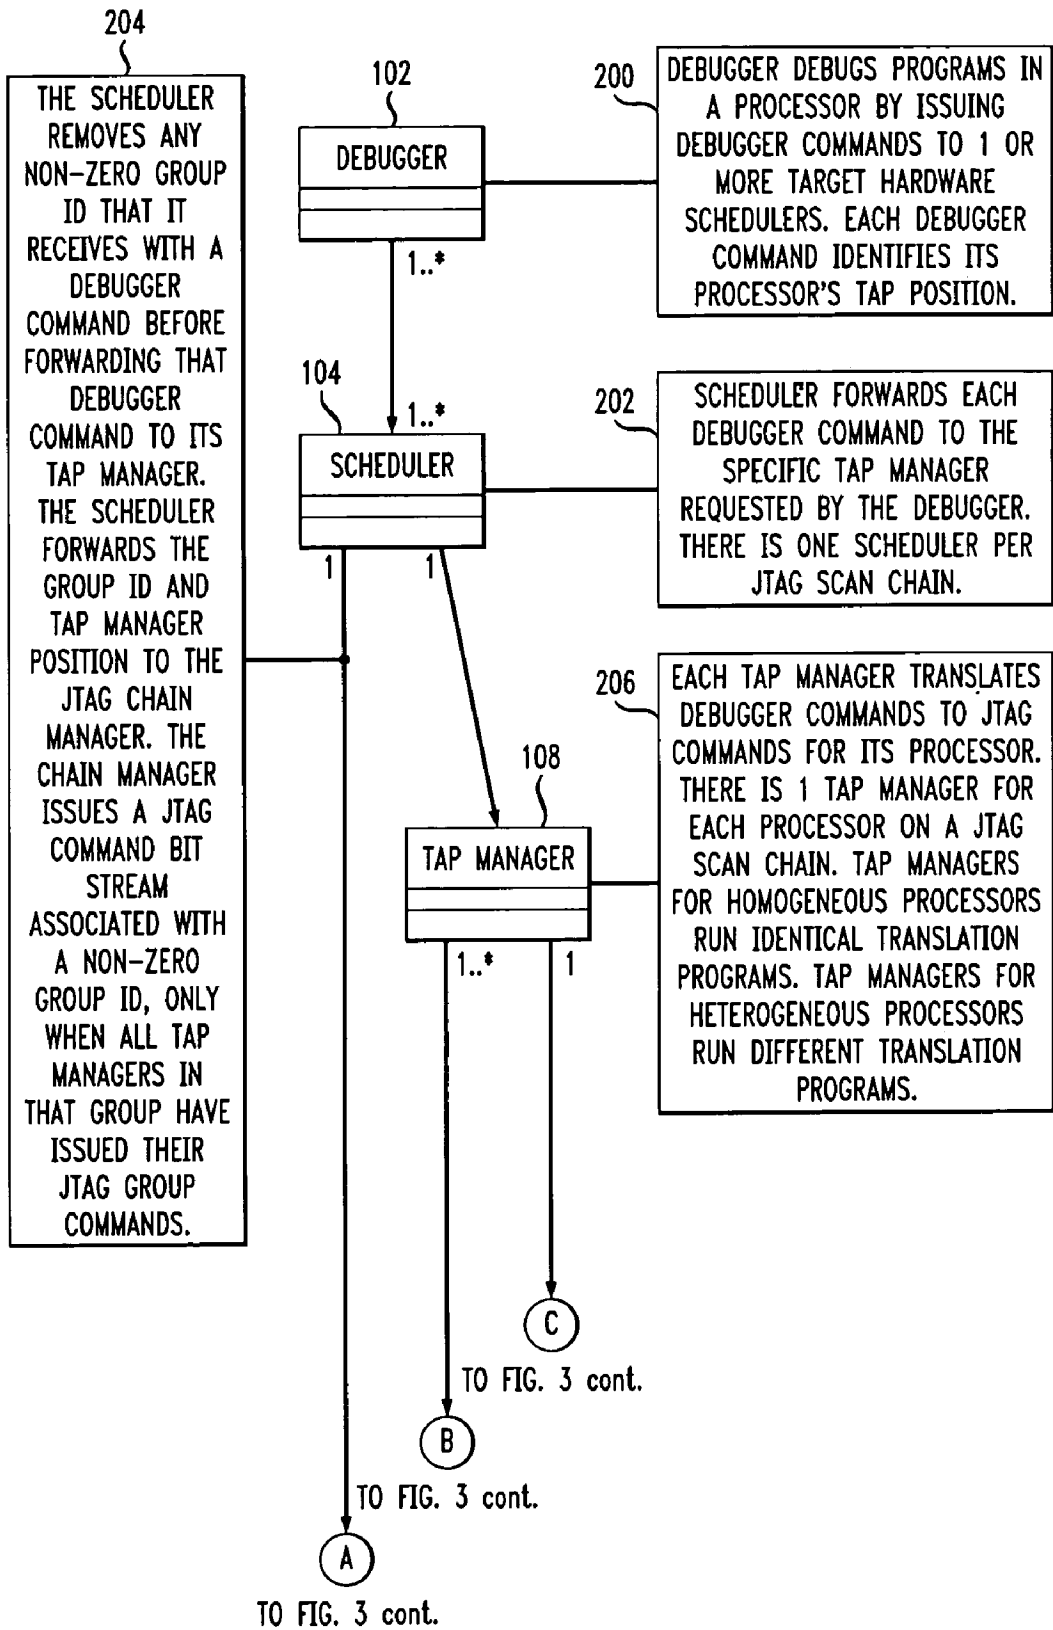 204
THE SCHEDULER
REMOVES ANY
NON-ZERO GROUP
ID THAT IT
RECEIVES WITH A
DEBUGGER
COMMAND BEFORE
FORWARDING THAT
DEBUGGER
COMMAND TO ITS
TAP MANAGER.
THE SCHEDULER
FORWARDS THE
GROUP ID AND
TAP MANAGER
POSITION TO THE
JTAG CHAIN
MANAGER. THE
CHAIN MANAGER
ISSUES A JTAG
COMMAND BIT
STREAM
ASSOCIATED WITH
A NON-ZERO
GROUP ID, ONLY
WHEN ALL TAP
MANAGERS IN
THAT GROUP HAVE
ISSUED THEIR
JTAG GROUP
COMMANDS.
102
DEBUGGER
1..*
200
DEBUGGER DEBUGS PROGRAMS IN
A PROCESSOR BY ISSUING
DEBUGGER COMMANDS TO 1 OR
MORE TARGET HARDWARE
SCHEDULERS. EACH DEBUGGER
COMMAND IDENTIFIES ITS
PROCESSOR'S TAP POSITION.
104
1..*
SCHEDULER
1
1
202
SCHEDULER FORWARDS EACH
DEBUGGER COMMAND TO THE
SPECIFIC TAP MANAGER
REQUESTED BY THE DEBUGGER.
THERE IS ONE SCHEDULER PER
JTAG SCAN CHAIN.
108
TAP MANAGER
1..*
1
206
EACH TAP MANAGER TRANSLATES
DEBUGGER COMMANDS TO JTAG
COMMANDS FOR ITS PROCESSOR.
THERE IS 1 TAP MANAGER FOR
EACH PROCESSOR ON A JTAG
SCAN CHAIN. TAP MANAGERS
FOR HOMOGENEOUS PROCESSORS
RUN IDENTICAL TRANSLATION
PROGRAMS. TAP MANAGERS FOR
HETEROGENEOUS PROCESSORS
RUN DIFFERENT TRANSLATION
PROGRAMS.
C
TO FIG. 3 cont.
B
TO FIG. 3 cont.
A
TO FIG. 3 cont.